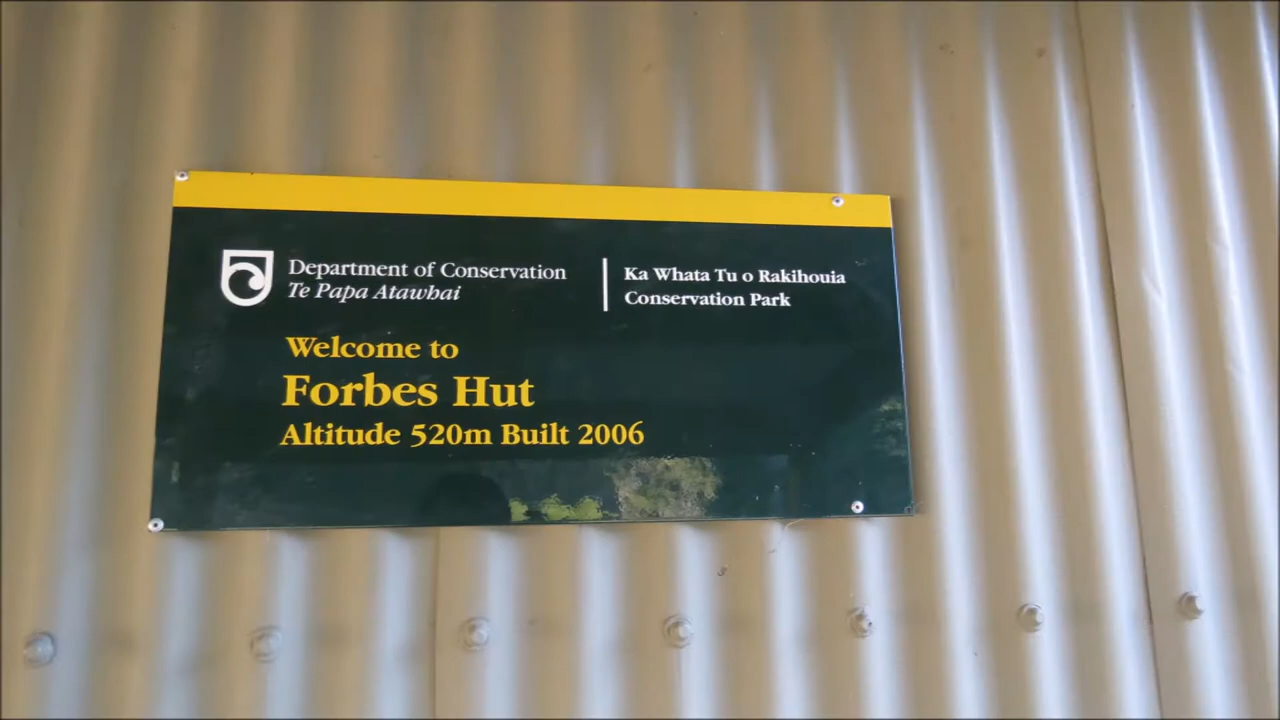 Department of Conservation
Te Papa Atawhai
Ka Whata Tu o Rakihouia
Conservation Park
Welcome to
Forbes Hut
Altitude 520m Built 2006